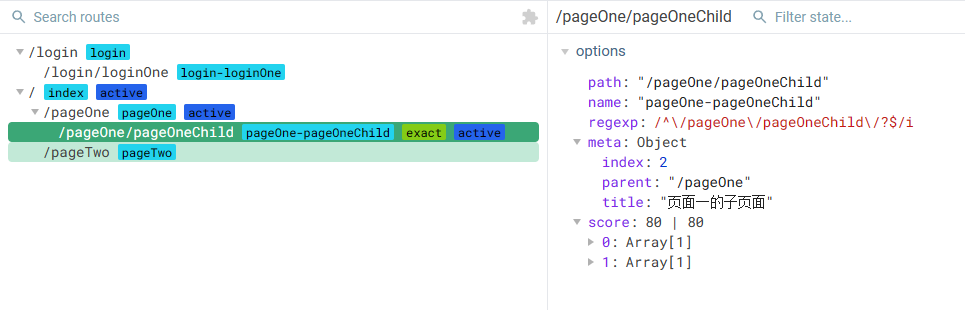 Search routes
/login login
/login/loginOne login-loginOne
/ index active
/pageOne pageOne active
/pageOne/pageOneChild pageOne-pageOneChild exact active
/pageTwo pageTwo
/pageOne/pageOneChild Filter state...
options
path: "/pageOne/pageOneChild"
name: "pageOne-pageOneChild"
regexp: /^\/pageOne\/pageOneChild\/?$/i
meta: Object
index: 2
parent: "/pageOne"
title: "页面一的子页面"
score: 80 | 80
0: Array[1]
1: Array[1]